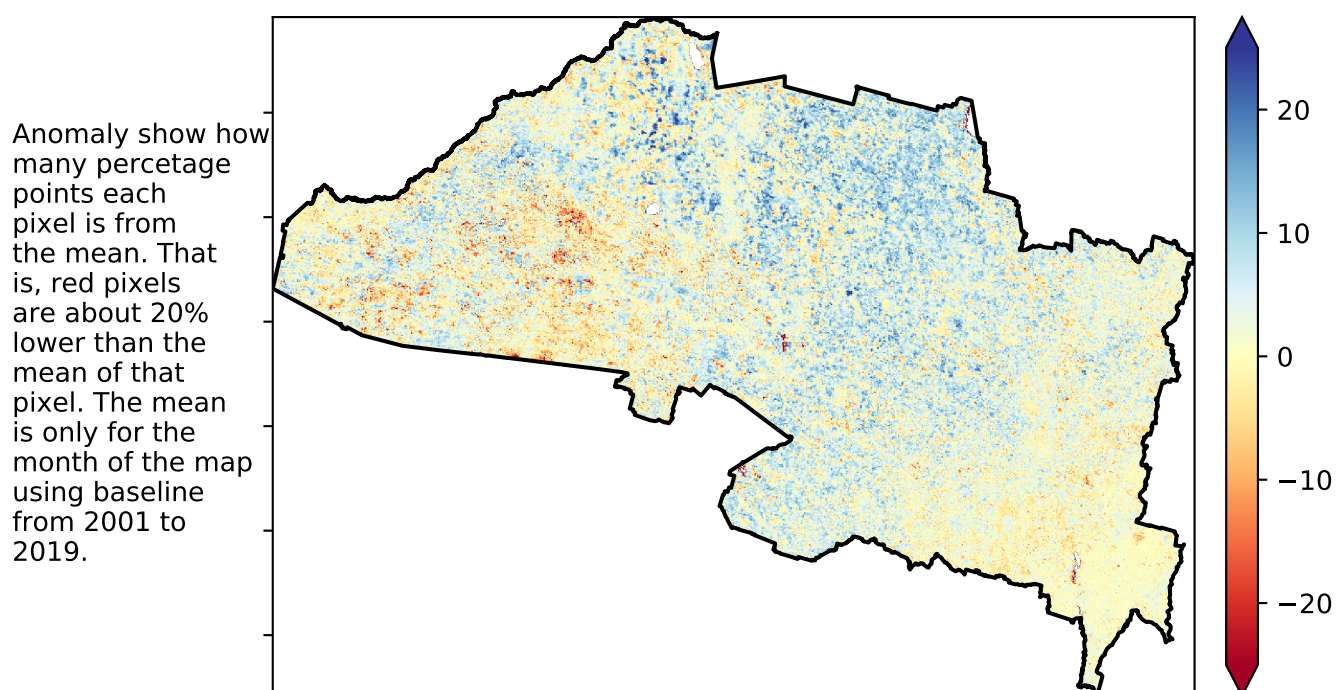 Anomaly show how
many percetage
points each
pixel is from
the mean. That
is, red pixels
are about 20%
lower than the
mean of that
pixel. The mean
is only for the
month of the map
using baseline
from 2001 to
2019.
20
10
0
−10
−20